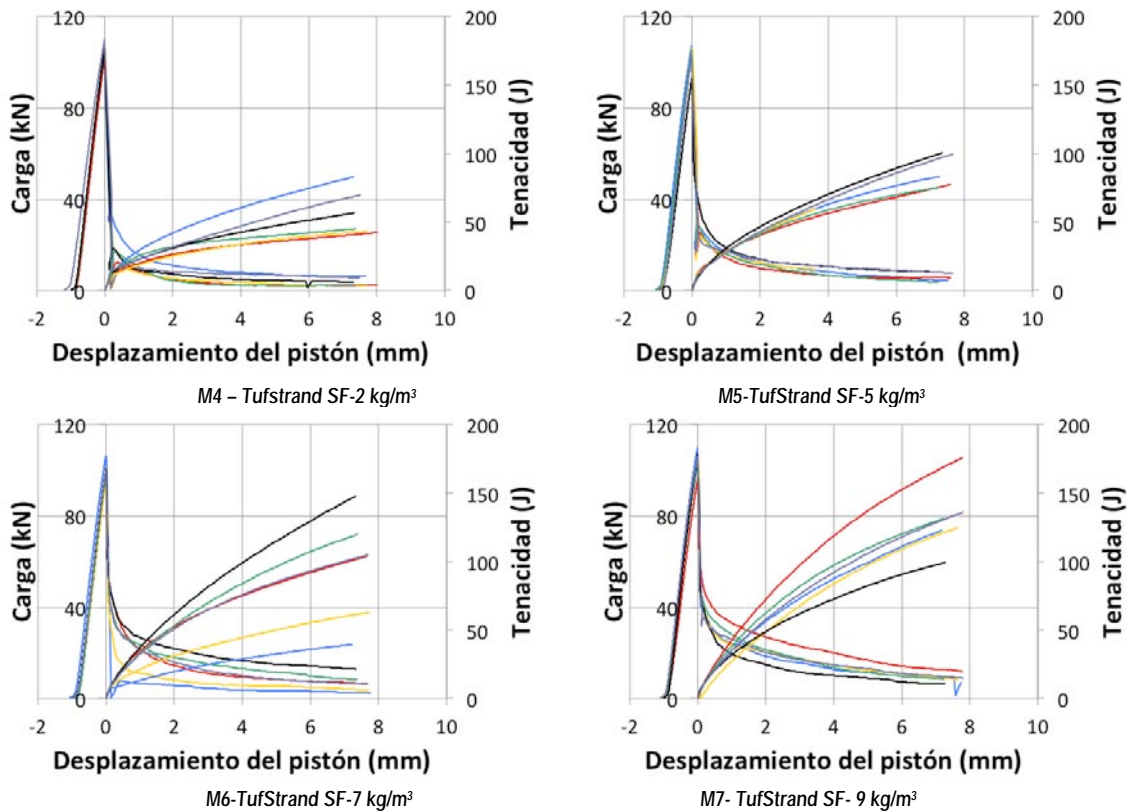 120
80
40
0
200
150
100
50
0
-2 0 2 4 6 8 10
Carga (kN)
Tenacidad (J)
Desplazamiento del pistón (mm)
M4 – Tufstrand SF-2 kg/m³
120
80
40
0
200
150
100
50
0
-2 0 2 4 6 8 10
Carga (kN)
Tenacidad (J)
Desplazamiento del pistón (mm)
M5-TufStrand SF-5 kg/m³
120
80
40
0
200
150
100
50
0
-2 0 2 4 6 8 10
Carga (kN)
Tenacidad (J)
Desplazamiento del pistón (mm)
M6-TufStrand SF-7 kg/m³
120
80
40
0
200
150
100
50
0
-2 0 2 4 6 8 10
Carga (kN)
Tenacidad (J)
Desplazamiento del pistón (mm)
M7- TufStrand SF- 9 kg/m³